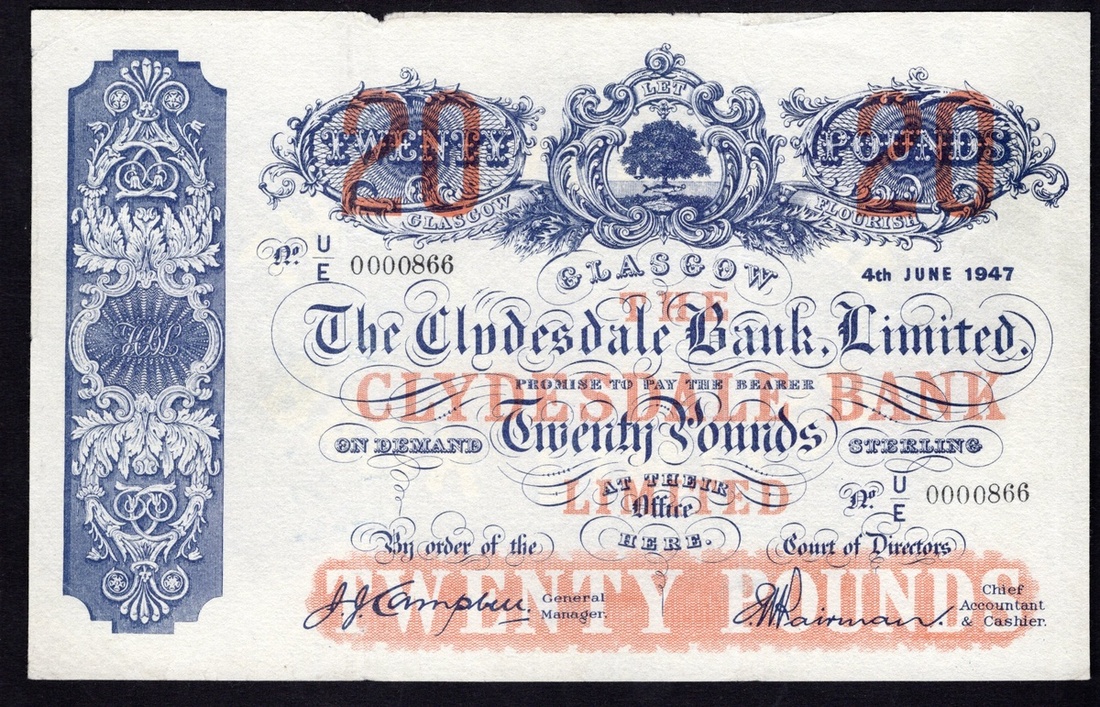 LET
20 20
TWENTY POUNDS
GLASGOW FLOURISH
No. U/E 0000866
GLASGOW
4th JUNE 1947
THE
The Clydesdale Bank, Limited.
PROMISE TO PAY THE BEARER
CLYDESDALE BANK
ON DEMAND Twenty Pounds STERLING
AT THEIR
LIMITED
Office
No. U/E 0000866
HERE.
By order of the Court of Directors
TWENTY POUNDS
J.J. Campbell General Manager.
Pairman Chief Accountant & Cashier.